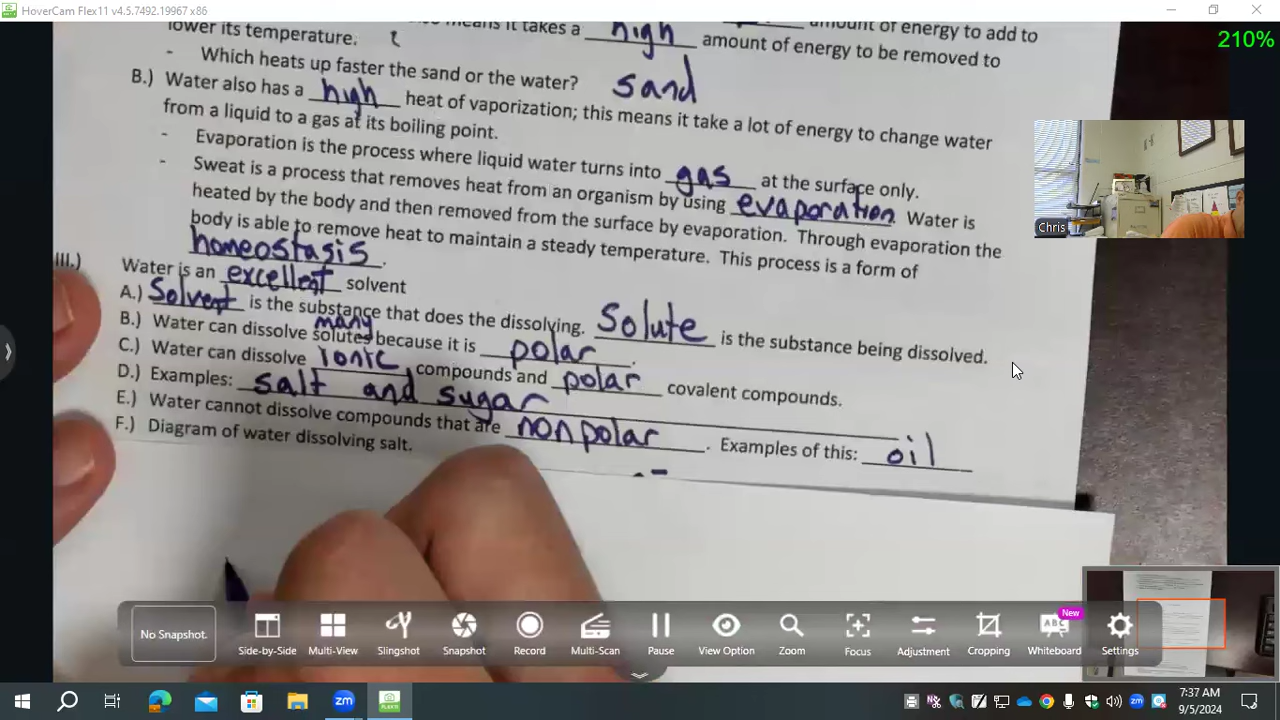 HoverCam Flex11 v4.5.7492.19967 x86
210%
means it takes a high amount of energy to be removed to
amount of energy to add to
lower its temperature.
- Which heats up faster the sand or the water? sand
B.) Water also has a high heat of vaporization; this means it take a lot of energy to change water
from a liquid to a gas at its boiling point.
- Evaporation is the process where liquid water turns into gas at the surface only.
- Sweat is a process that removes heat from an organism by using evaporation. Water is
heated by the body and then removed from the surface by evaporation. Through evaporation the
body is able to remove heat to maintain a steady temperature. This process is a form of
homeostasis.
III.) Water is an excellent solvent
A.) Solvent is the substance that does the dissolving. Solute is the substance being dissolved.
B.) Water can dissolve many solutes because it is polar.
C.) Water can dissolve ionic compounds and polar covalent compounds.
D.) Examples: salt and sugar
E.) Water cannot dissolve compounds that are nonpolar. Examples of this: oil
F.) Diagram of water dissolving salt.
Chris
No Snapshot.
Side-by-Side
Multi-View
Slingshot
Snapshot
Record
Multi-Scan
Pause
View Option
Zoom
Focus
Adjustment
Cropping
New
ABC
Whiteboard
Settings
zm
FLEX11
zm
7:37 AM
9/5/2024